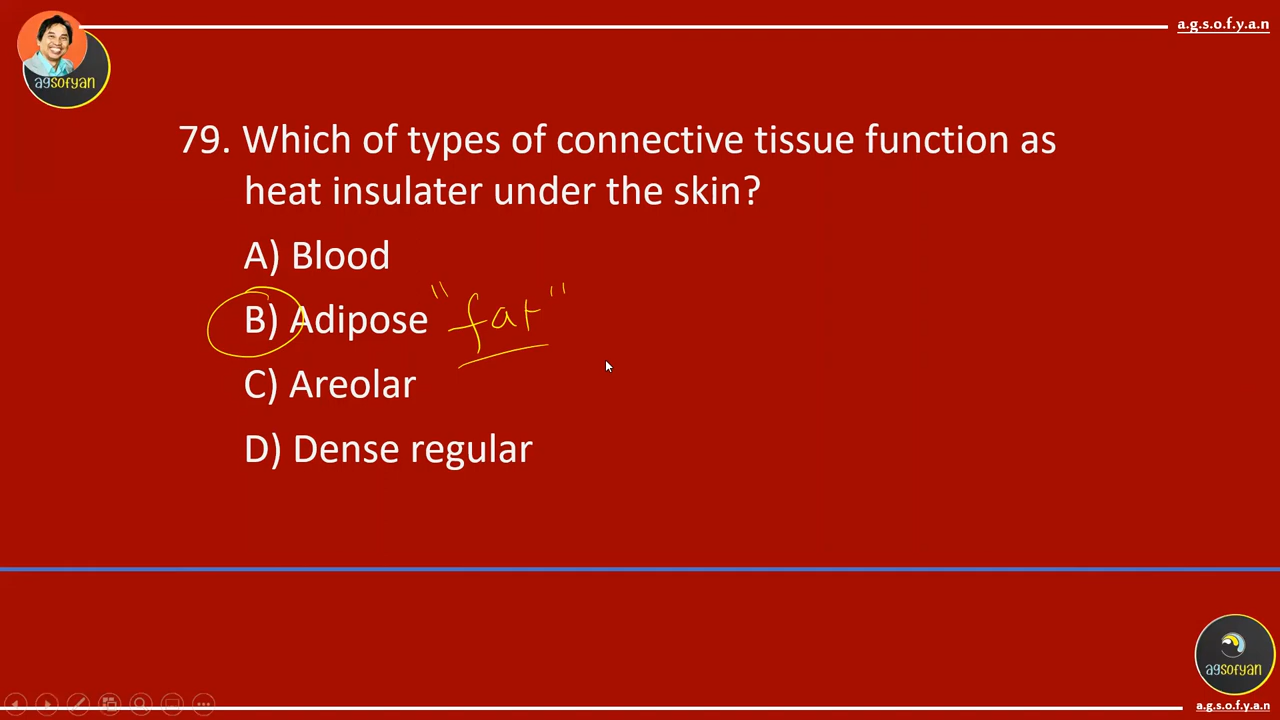 a.g.s.o.f.y.a.n
agsofyan
79. Which of types of connective tissue function as
heat insulater under the skin?
A) Blood
B) Adipose "fat"
C) Areolar
D) Dense regular
agsofyan
a.g.s.o.f.y.a.n